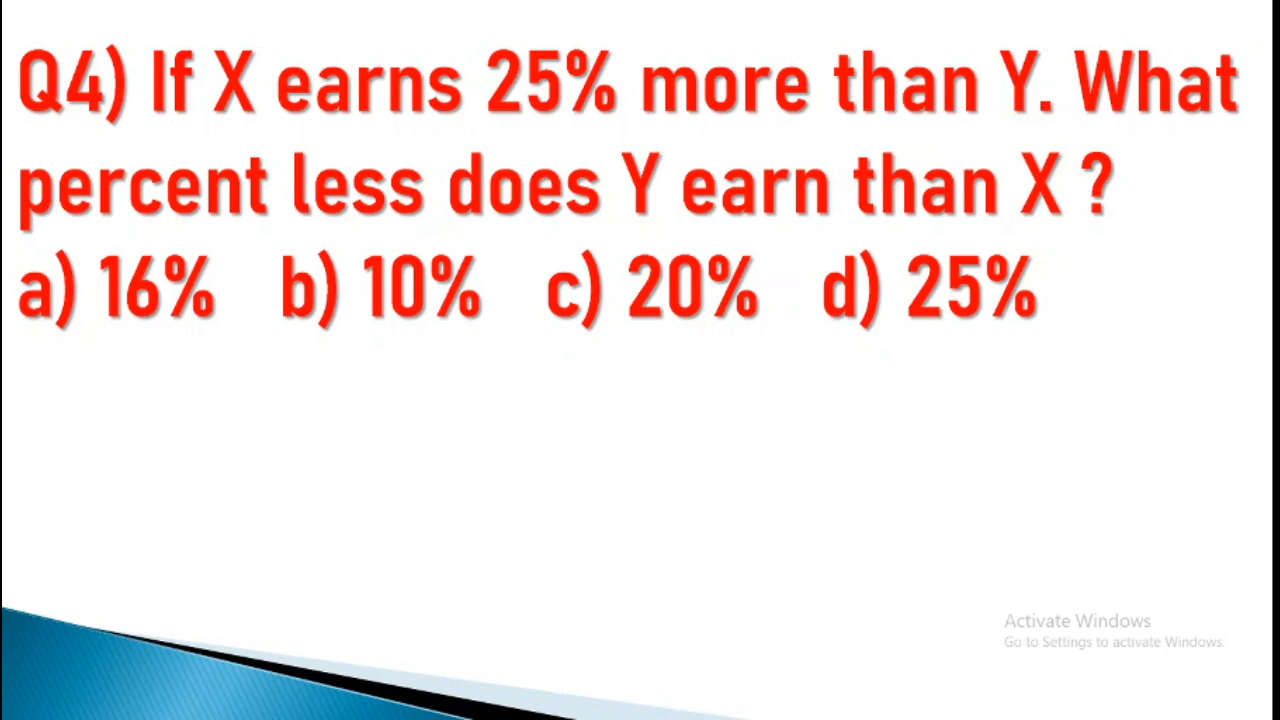 Q4) If X earns 25% more than Y. What
percent less does Y earn than X ?
a) 16% b) 10% c) 20% d) 25%
Activate Windows
Go to Settings to activate Windows.